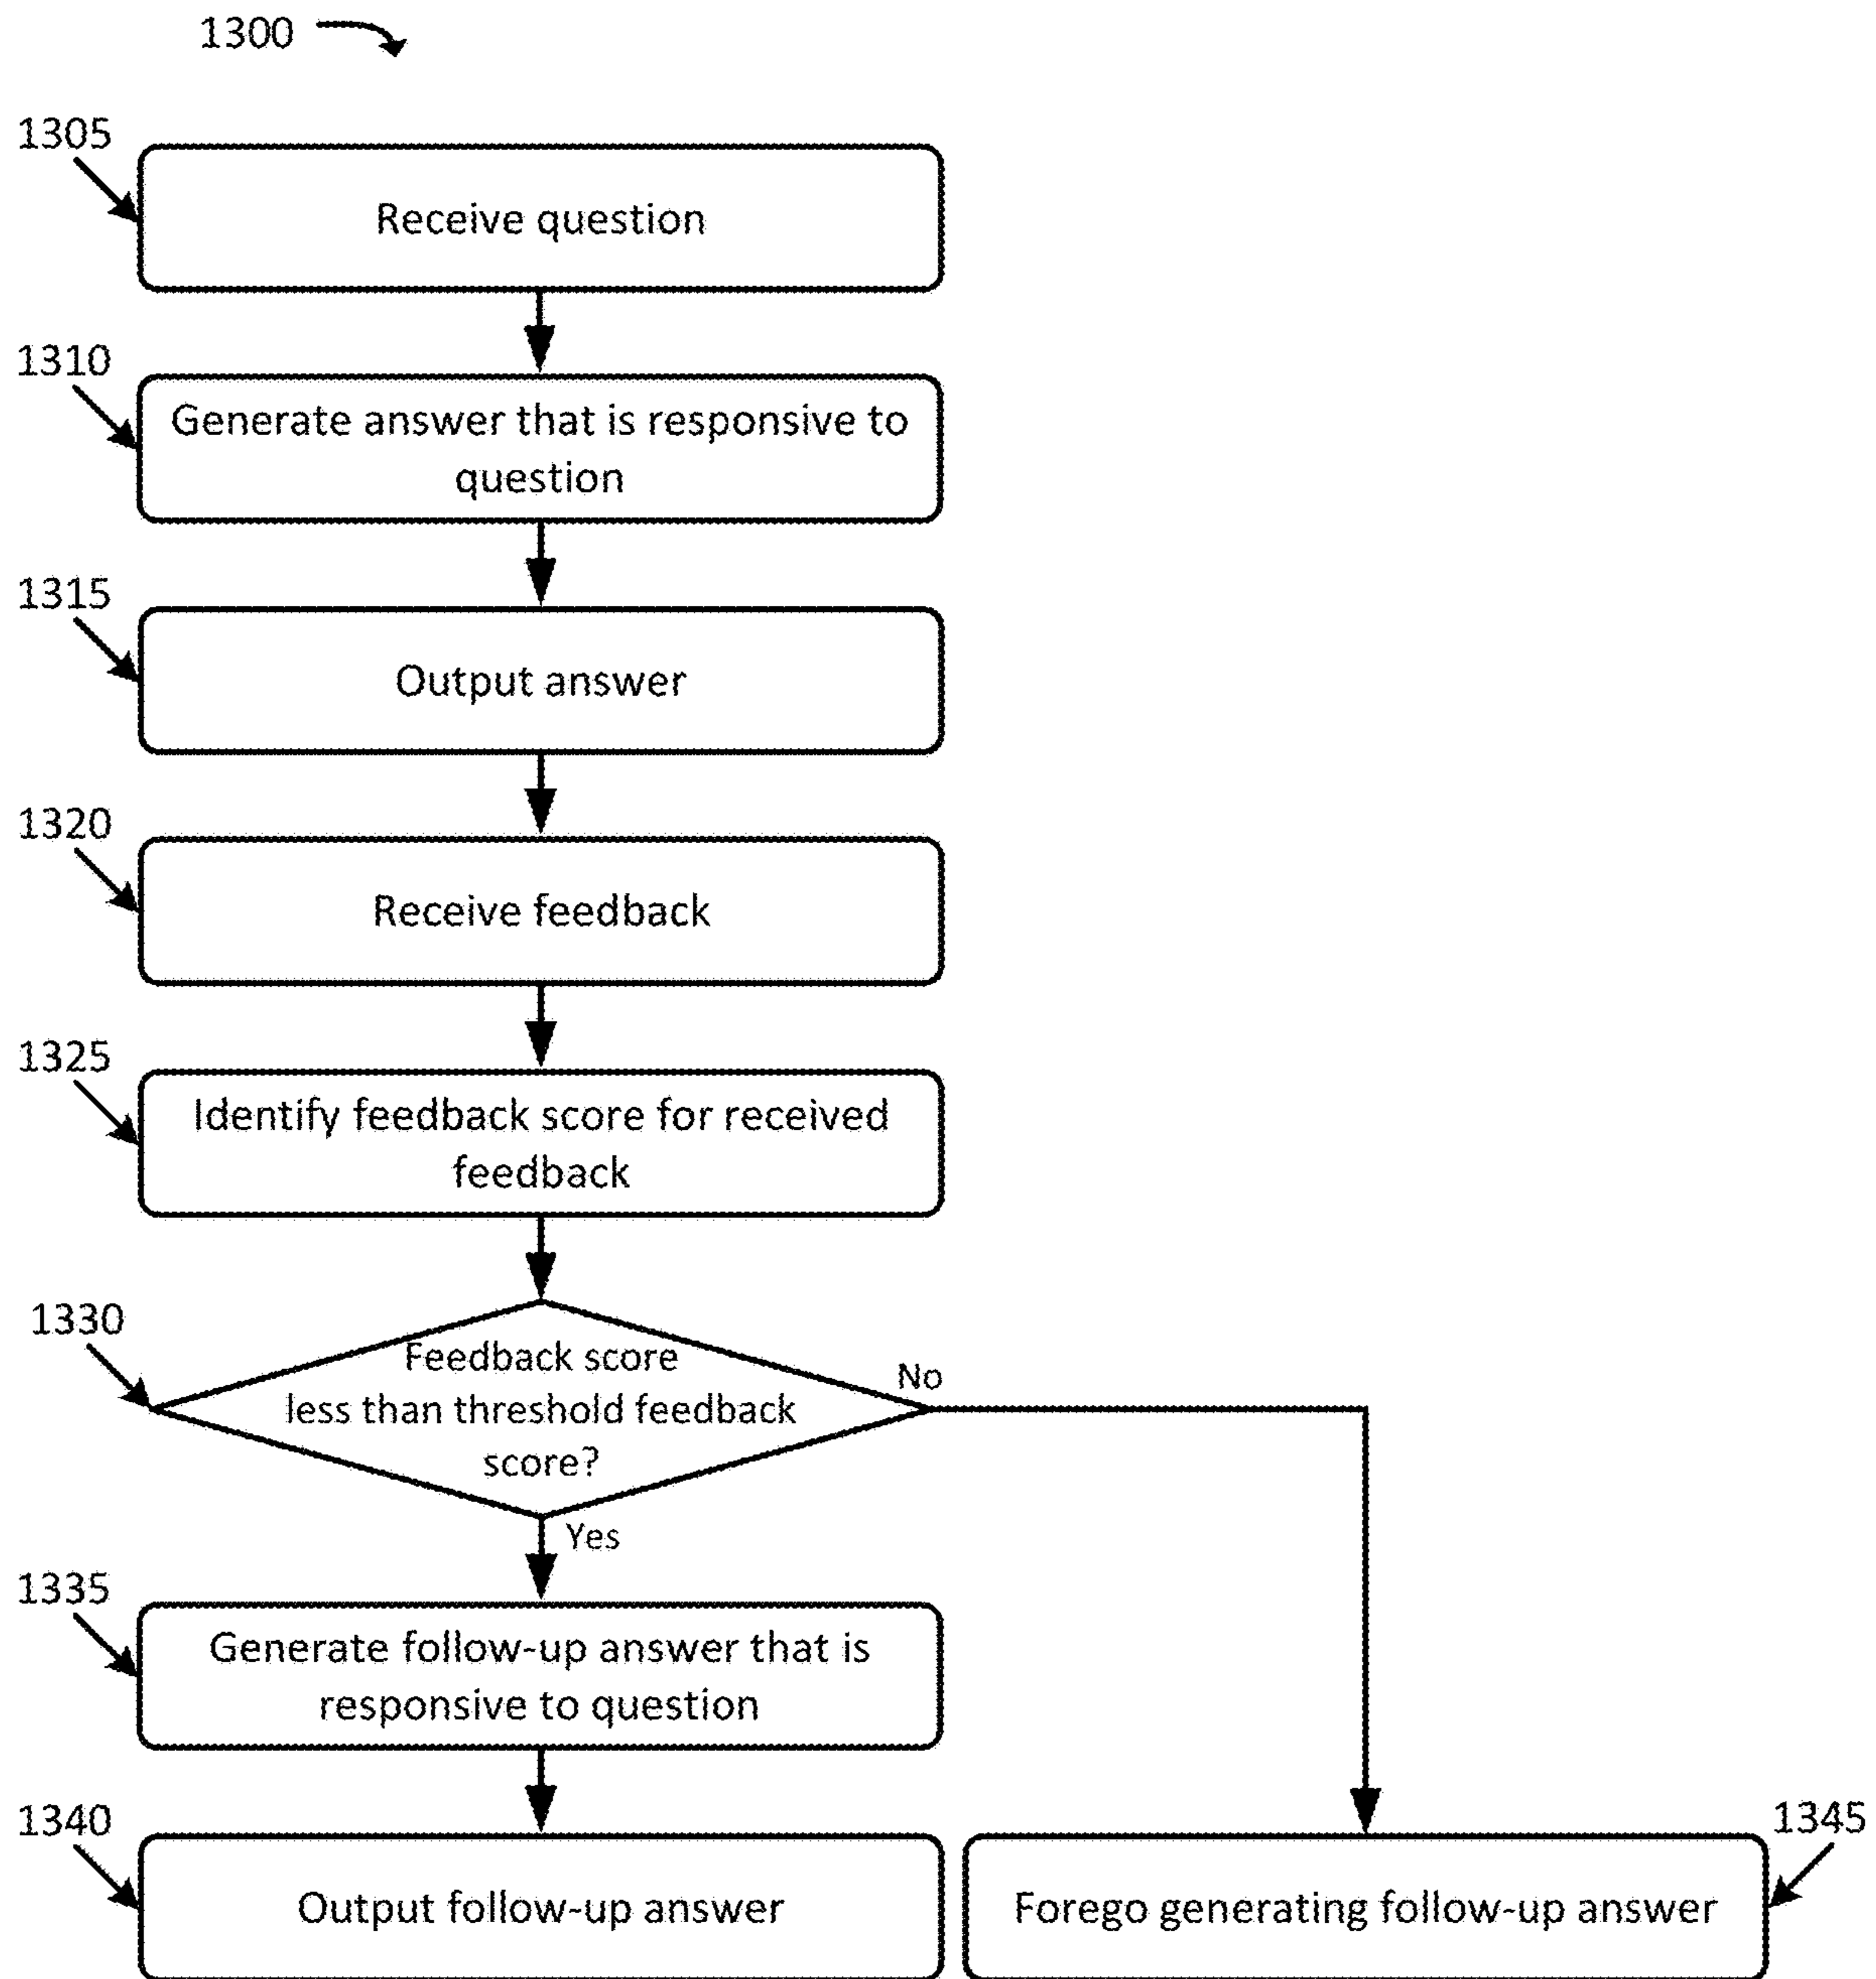 1300
1305
Receive question
1310
Generate answer that is responsive to
question
1315
Output answer
1320
Receive feedback
1325
Identify feedback score for received
feedback
1330
Feedback score
less than threshold feedback
score?
No
Yes
1335
Generate follow-up answer that is
responsive to question
1340
Output follow-up answer
1345
Forego generating follow-up answer